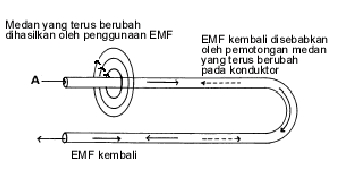 Medan yang terus berubah
dihasilkan oleh penggunaan EMF
EMF kembali disebabkan
oleh pemotongan medan
yang terus berubah
pada konduktor
A
EMF kembali